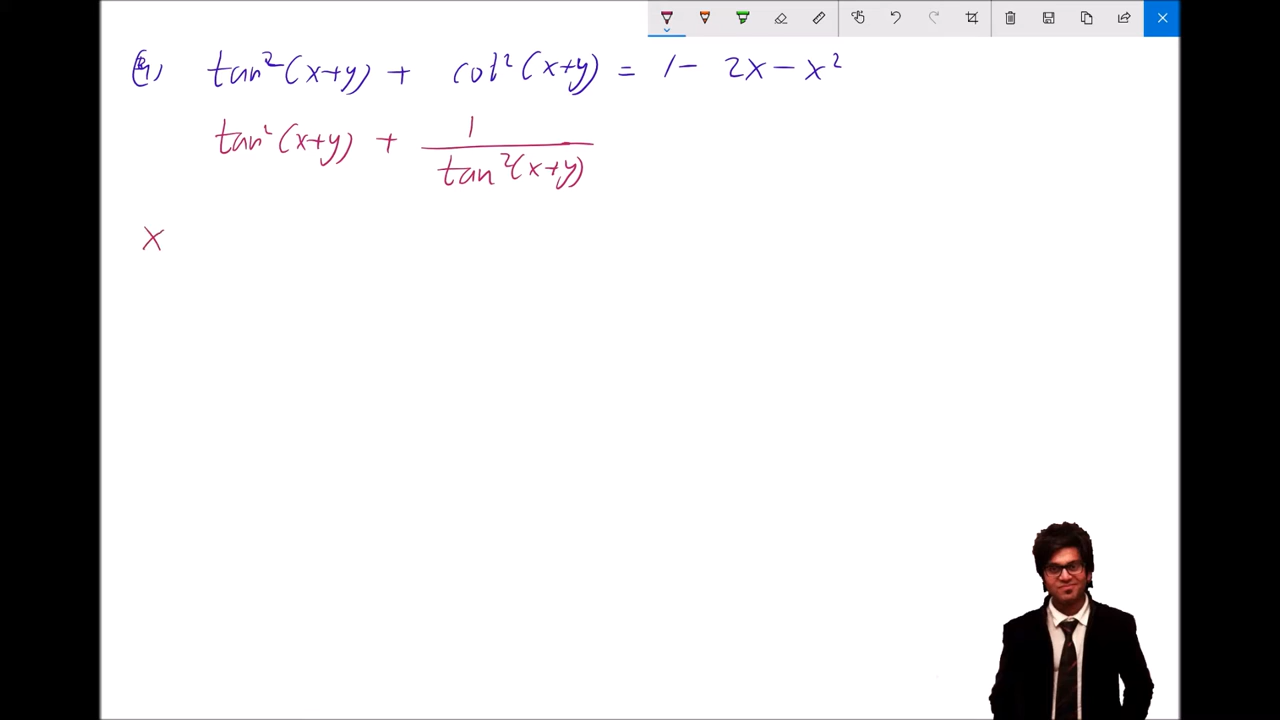 (4) tan²(x+y) + cot²(x+y) = 1 - 2x - x²
tan²(x+y) + 1 / tan²(x+y)
x